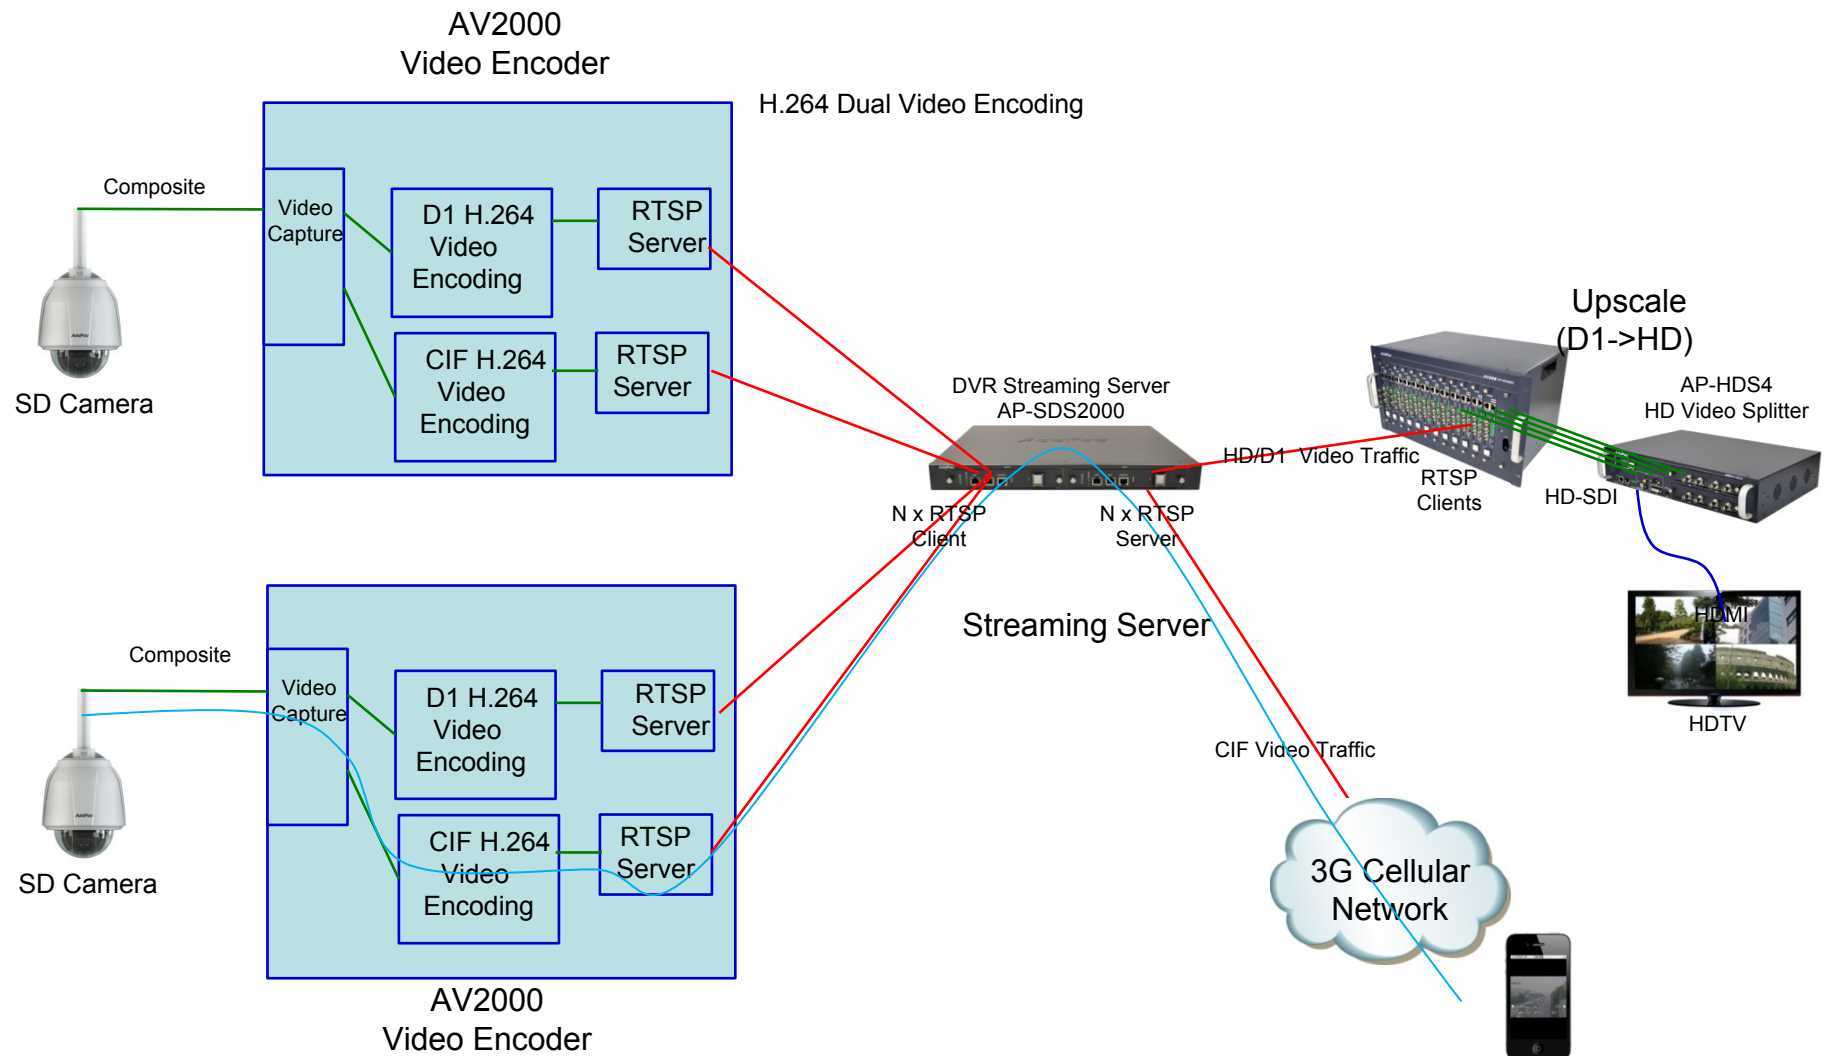 AV2000
Video Encoder
H.264 Dual Video Encoding
Composite
Video
Capture
D1 H.264
Video
Encoding
RTSP
Server
CIF H.264
Video
Encoding
RTSP
Server
SD Camera
DVR Streaming Server
AP-SDS2000
N x RTSP
Client
N x RTSP
Server
Streaming Server
HD/D1 Video Traffic
Upscale
(D1->HD)
RTSP
Clients
AP-HDS4
HD Video Splitter
HD-SDI
HDMI
HDTV
Composite
Video
Capture
D1 H.264
Video
Encoding
RTSP
Server
CIF H.264
Video
Encoding
RTSP
Server
SD Camera
AV2000
Video Encoder
CIF Video Traffic
3G Cellular
Network